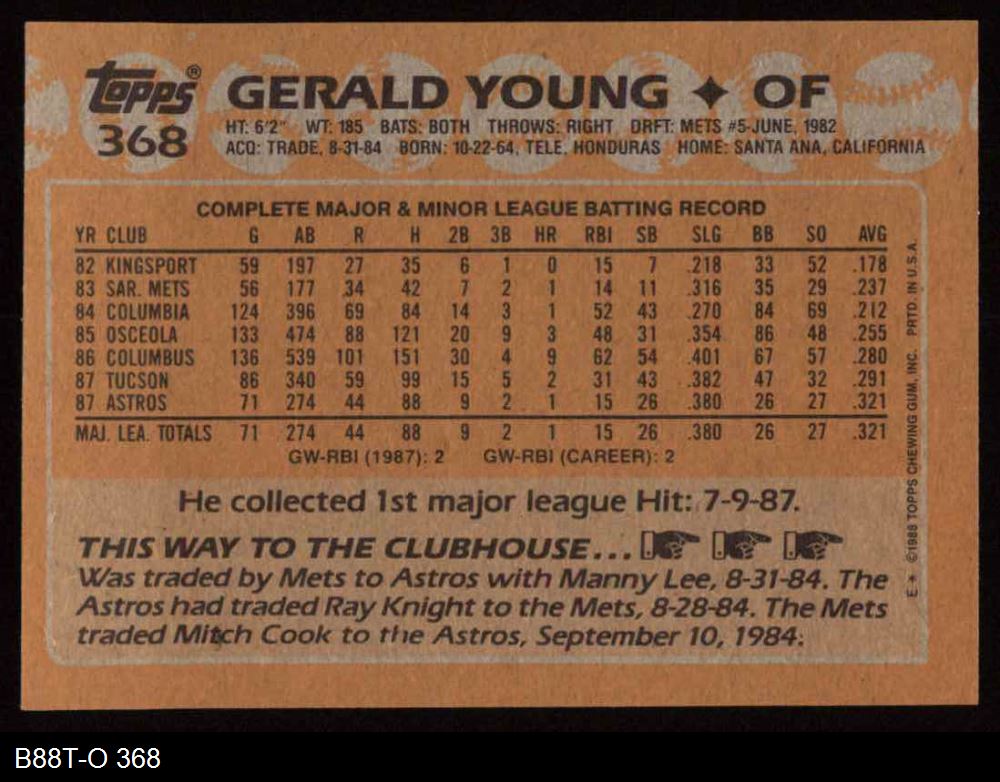 topps®
368
GERALD YOUNG ✦ OF
HT: 6'2" WT: 185 BATS: BOTH THROWS: RIGHT DRFT: METS #5-JUNE, 1982
ACQ: TRADE, 8-31-84 BORN: 10-22-64, TELE, HONDURAS HOME: SANTA ANA, CALIFORNIA
COMPLETE MAJOR & MINOR LEAGUE BATTING RECORD
YR CLUB G AB R H 2B 3B HR RBI SB SLG BB SO AVG
82 KINGSPORT 59 197 27 35 6 1 0 15 7 .218 33 52 .178
83 SAR. METS 56 177 34 42 7 2 1 14 11 .316 35 29 .237
84 COLUMBIA 124 396 69 84 14 3 1 52 43 .270 84 69 .212
85 OSCEOLA 133 474 88 121 20 9 3 48 31 .354 86 48 .255
86 COLUMBUS 136 539 101 151 30 4 9 62 54 .401 67 57 .280
87 TUCSON 86 340 59 99 15 5 2 31 43 .382 47 32 .291
87 ASTROS 71 274 44 88 9 2 1 15 26 .380 26 27 .321
MAJ. LEA. TOTALS 71 274 44 88 9 2 1 15 26 .380 26 27 .321
GW-RBI (1987): 2 GW-RBI (CAREER): 2
He collected 1st major league Hit: 7-9-87.
THIS WAY TO THE CLUBHOUSE...
Was traded by Mets to Astros with Manny Lee, 8-31-84. The
Astros had traded Ray Knight to the Mets, 8-28-84. The Mets
traded Mitch Cook to the Astros, September 10, 1984.
E* ©1988 TOPPS CHEWING GUM, INC. PRTD. IN U.S.A.
B88T-O 368